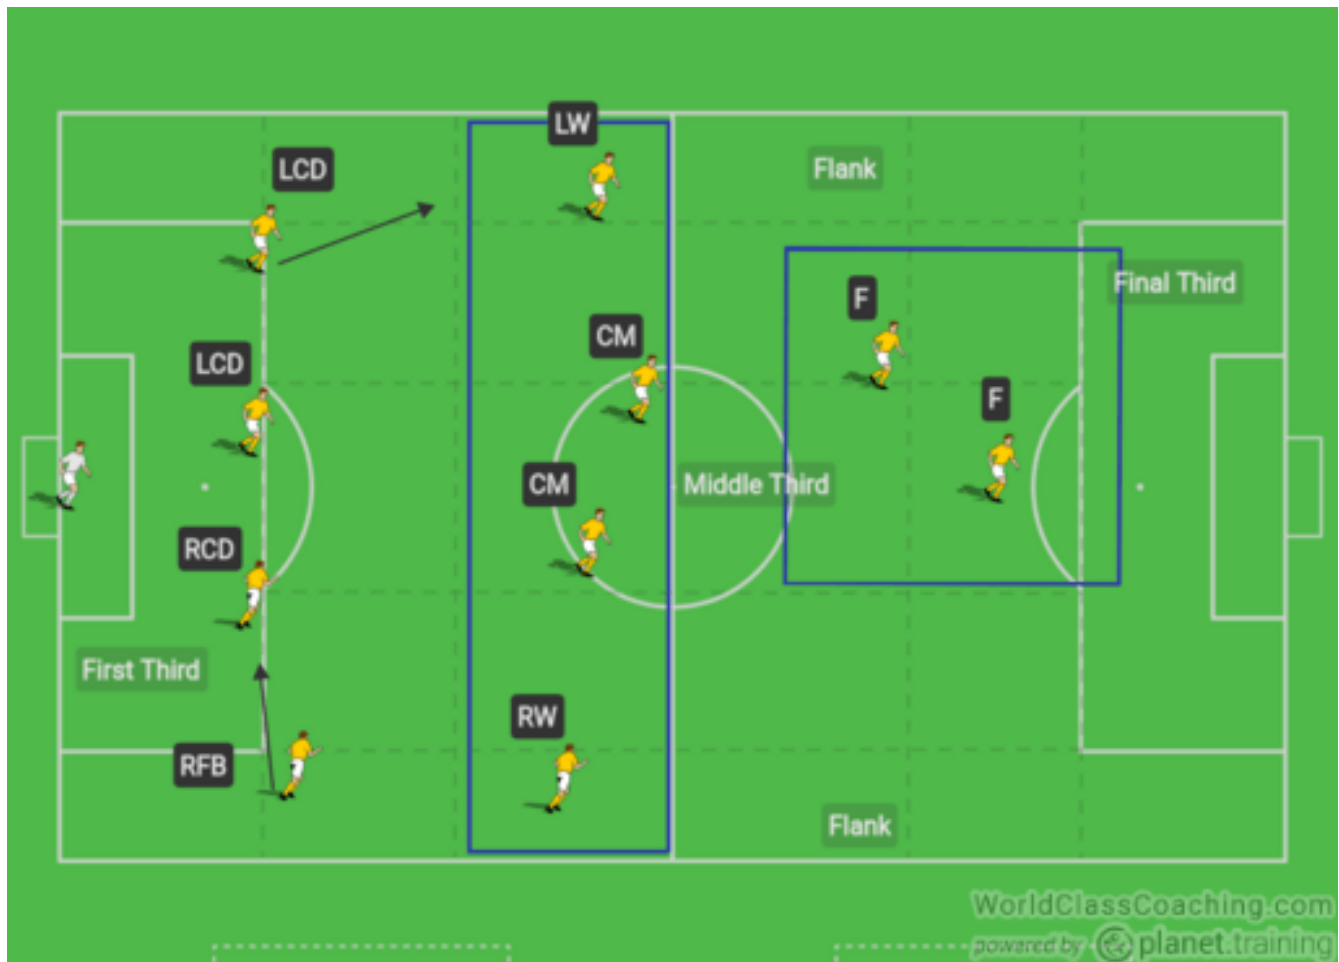 LW
LCD
Flank
Final Third
F
CM
LCD
F
CM
Middle Third
RCD
First Third
RW
RFB
Flank
WorldClassCoaching.com
powered by planet.training